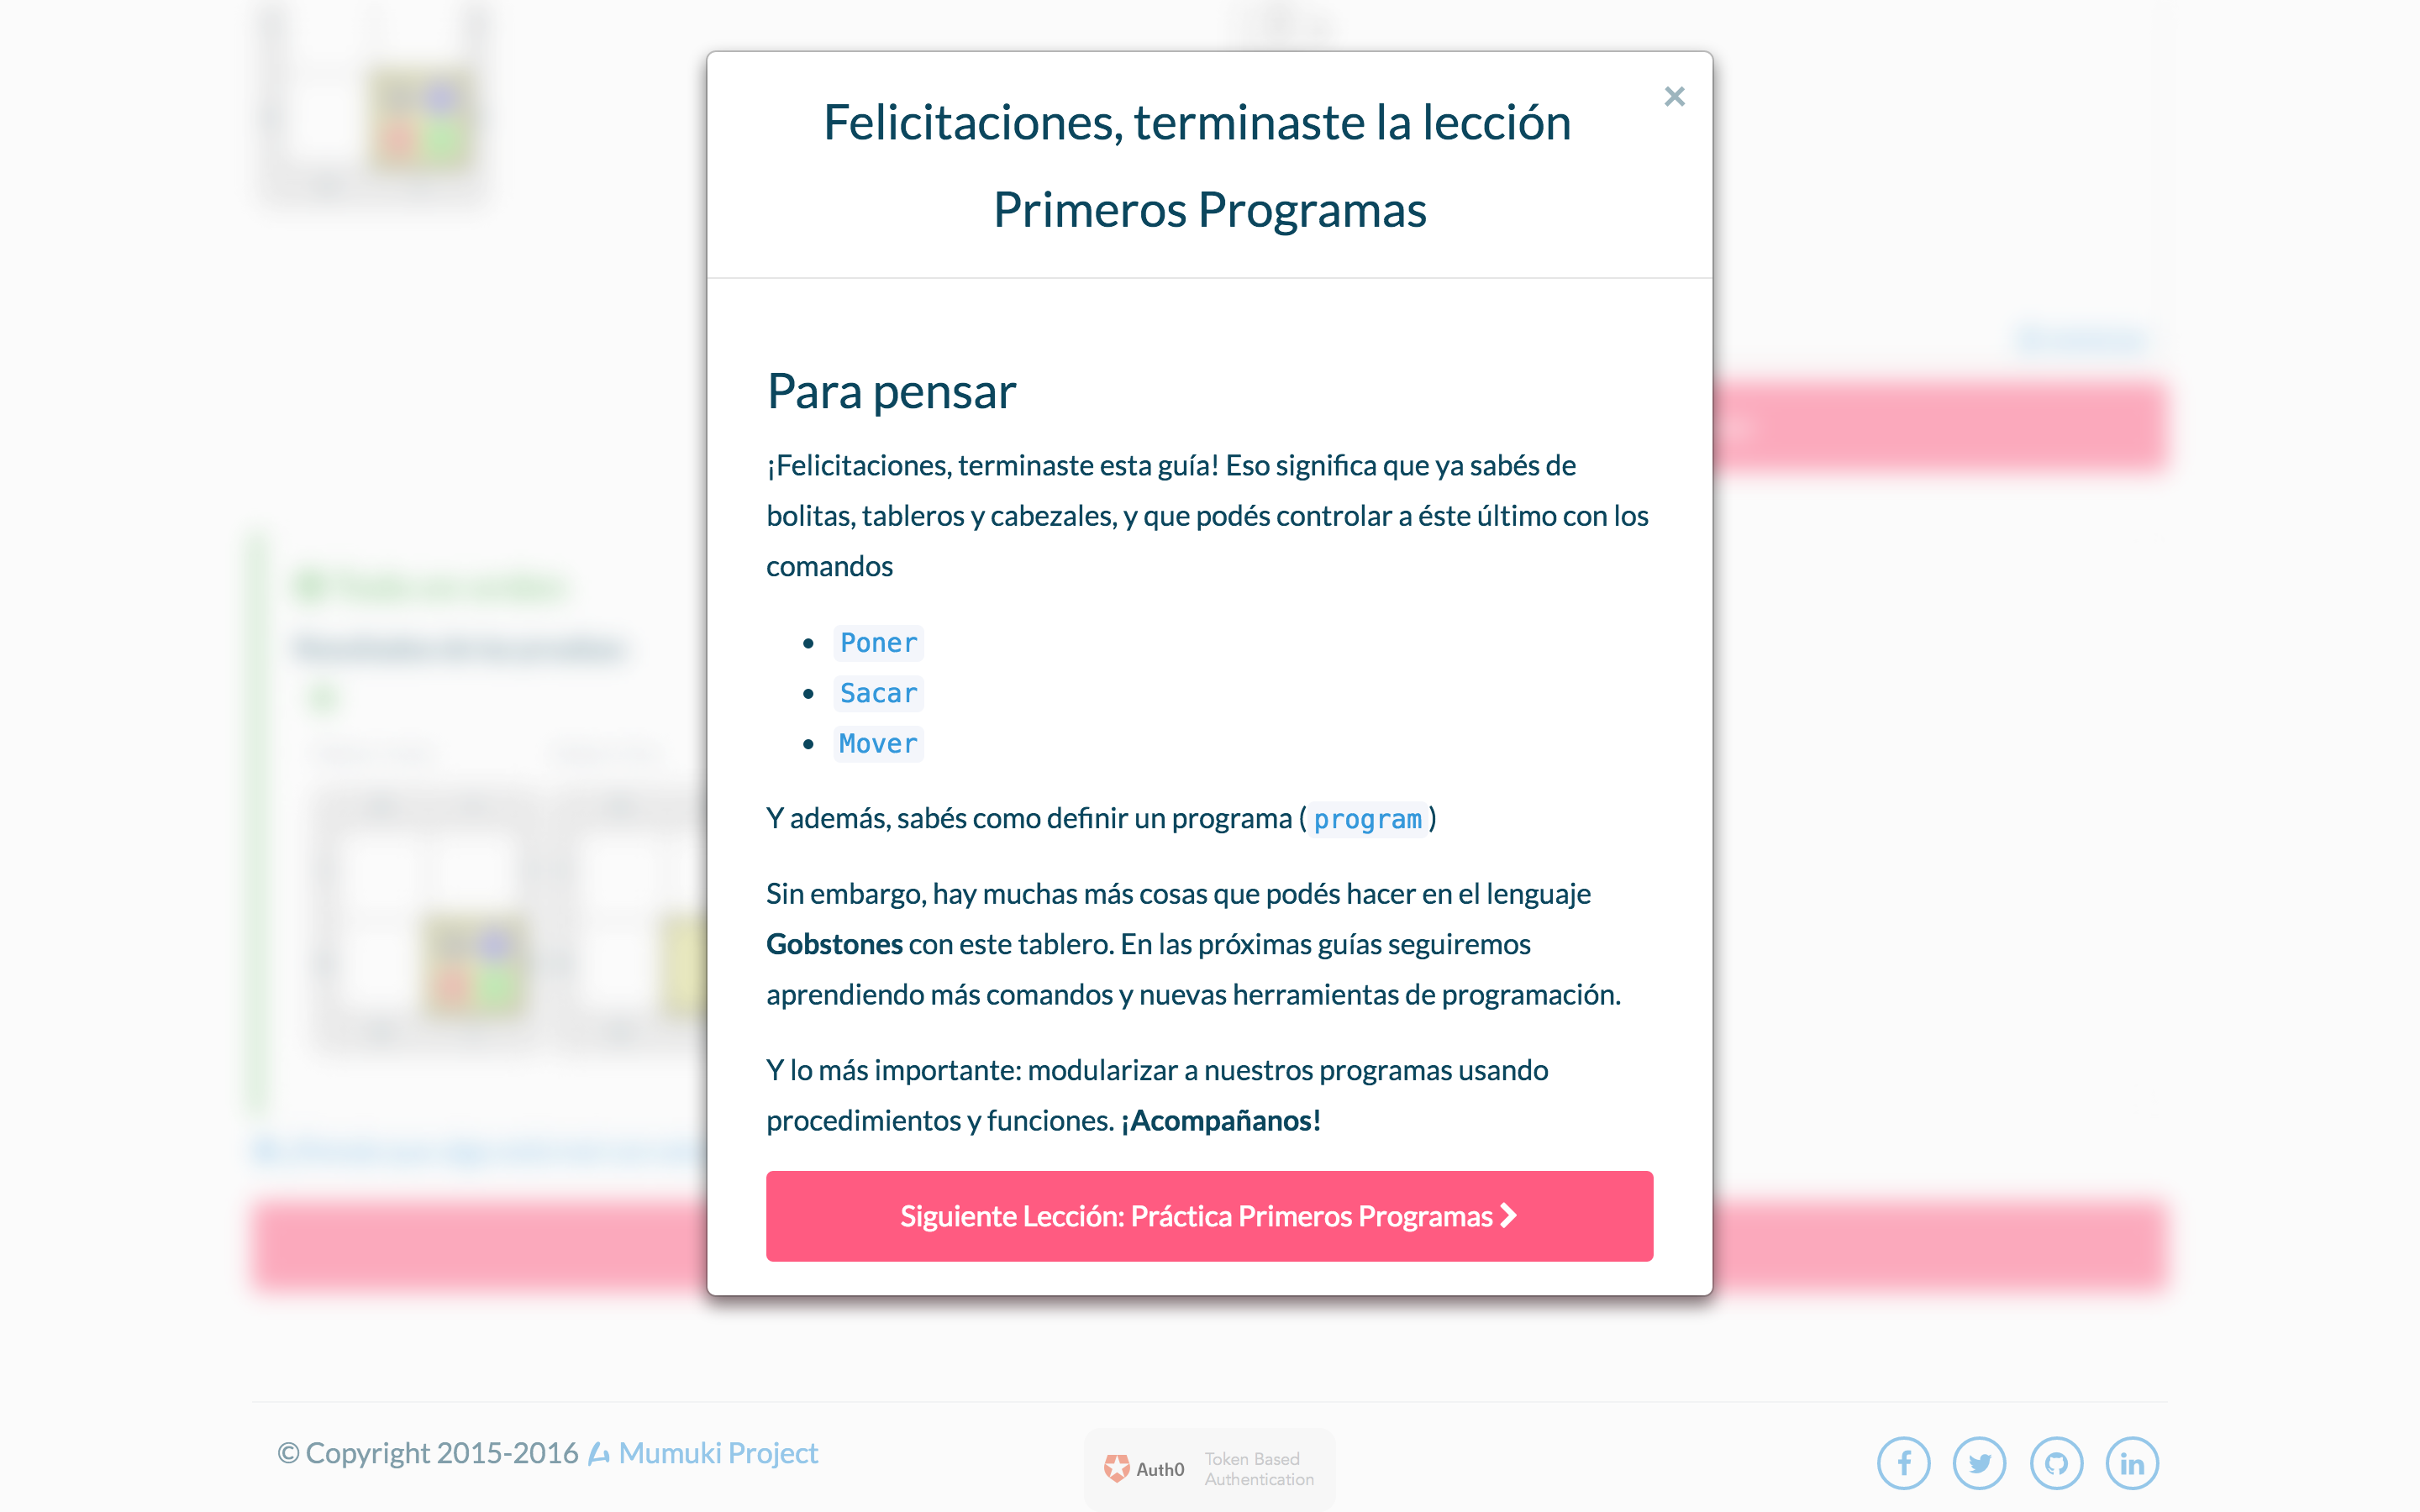 Felicitaciones, terminaste la lección
Primeros Programas
×
Para pensar
¡Felicitaciones, terminaste esta guía! Eso significa que ya sabés de
bolitas, tableros y cabezales, y que podés controlar a éste último con los
comandos
• Poner
• Sacar
• Mover
Y además, sabés como definir un programa ( program )
Sin embargo, hay muchas más cosas que podés hacer en el lenguaje
Gobstones con este tablero. En las próximas guías seguiremos
aprendiendo más comandos y nuevas herramientas de programación.
Y lo más importante: modularizar a nuestros programas usando
procedimientos y funciones. ¡Acompañanos!
Siguiente Lección: Práctica Primeros Programas
© Copyright 2015-2016 Mumuki Project
Auth0
Token Based
Authentication